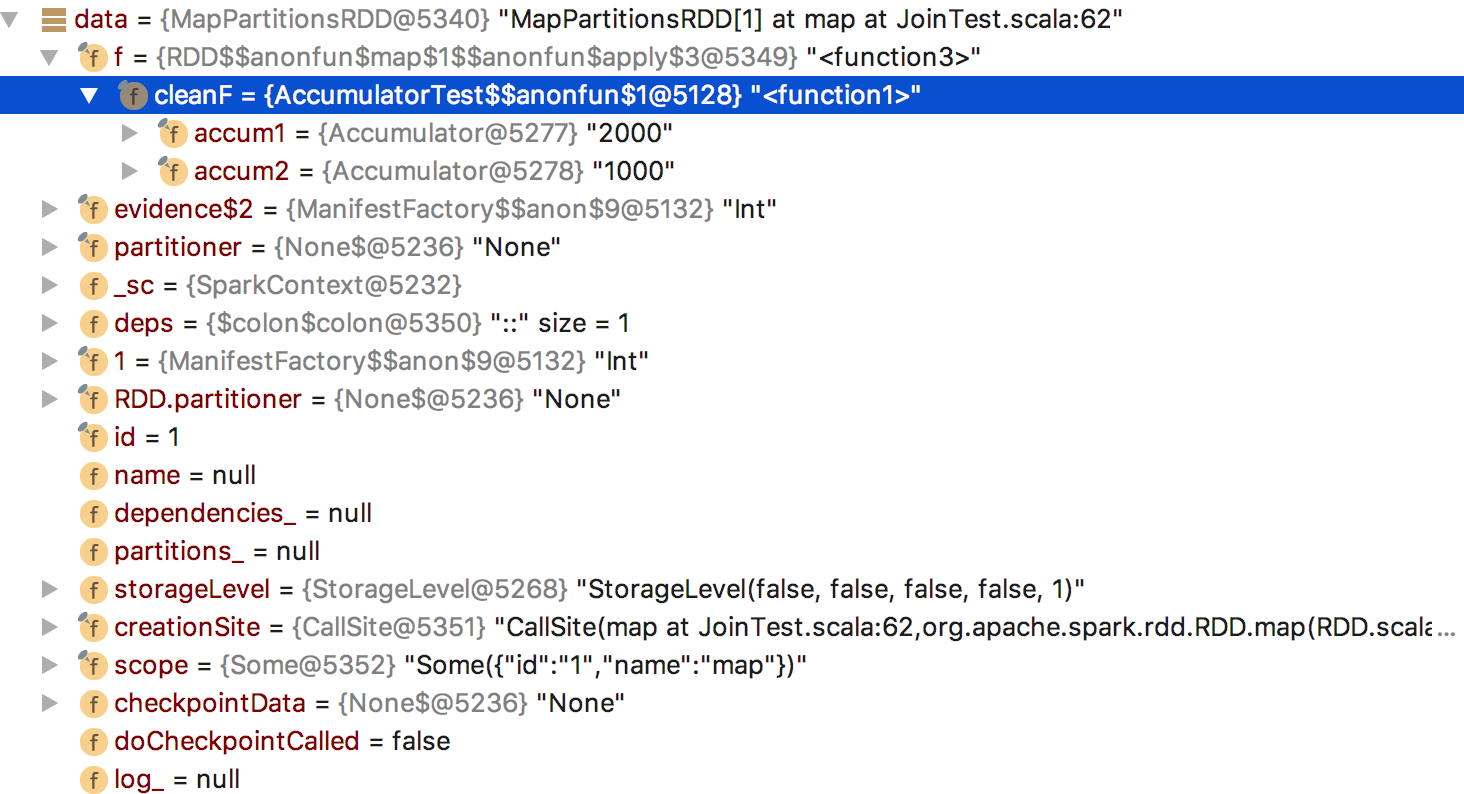 data = {MapPartitionsRDD@5340} "MapPartitionsRDD[1] at map at JoinTest.scala:62"
f f = {RDD$$anonfun$map$1$$anonfun$apply$3@5349} "<function3>"
f cleanF = {AccumulatorTest$$anonfun$1@5128} "<function1>"
f accum1 = {Accumulator@5277} "2000"
f accum2 = {Accumulator@5278} "1000"
f evidence$2 = {ManifestFactory$$anon$9@5132} "Int"
f partitioner = {None$@5236} "None"
f _sc = {SparkContext@5232}
f deps = {$colon$colon@5350} "::" size = 1
f 1 = {ManifestFactory$$anon$9@5132} "Int"
f RDD.partitioner = {None$@5236} "None"
f id = 1
f name = null
f dependencies_ = null
f partitions_ = null
f storageLevel = {StorageLevel@5268} "StorageLevel(false, false, false, false, 1)"
f creationSite = {CallSite@5351} "CallSite(map at JoinTest.scala:62,org.apache.spark.rdd.RDD.map(RDD.scala...
f scope = {Some@5352} "Some({"id":"1","name":"map"})"
f checkpointData = {None$@5236} "None"
f doCheckpointCalled = false
f log_ = null